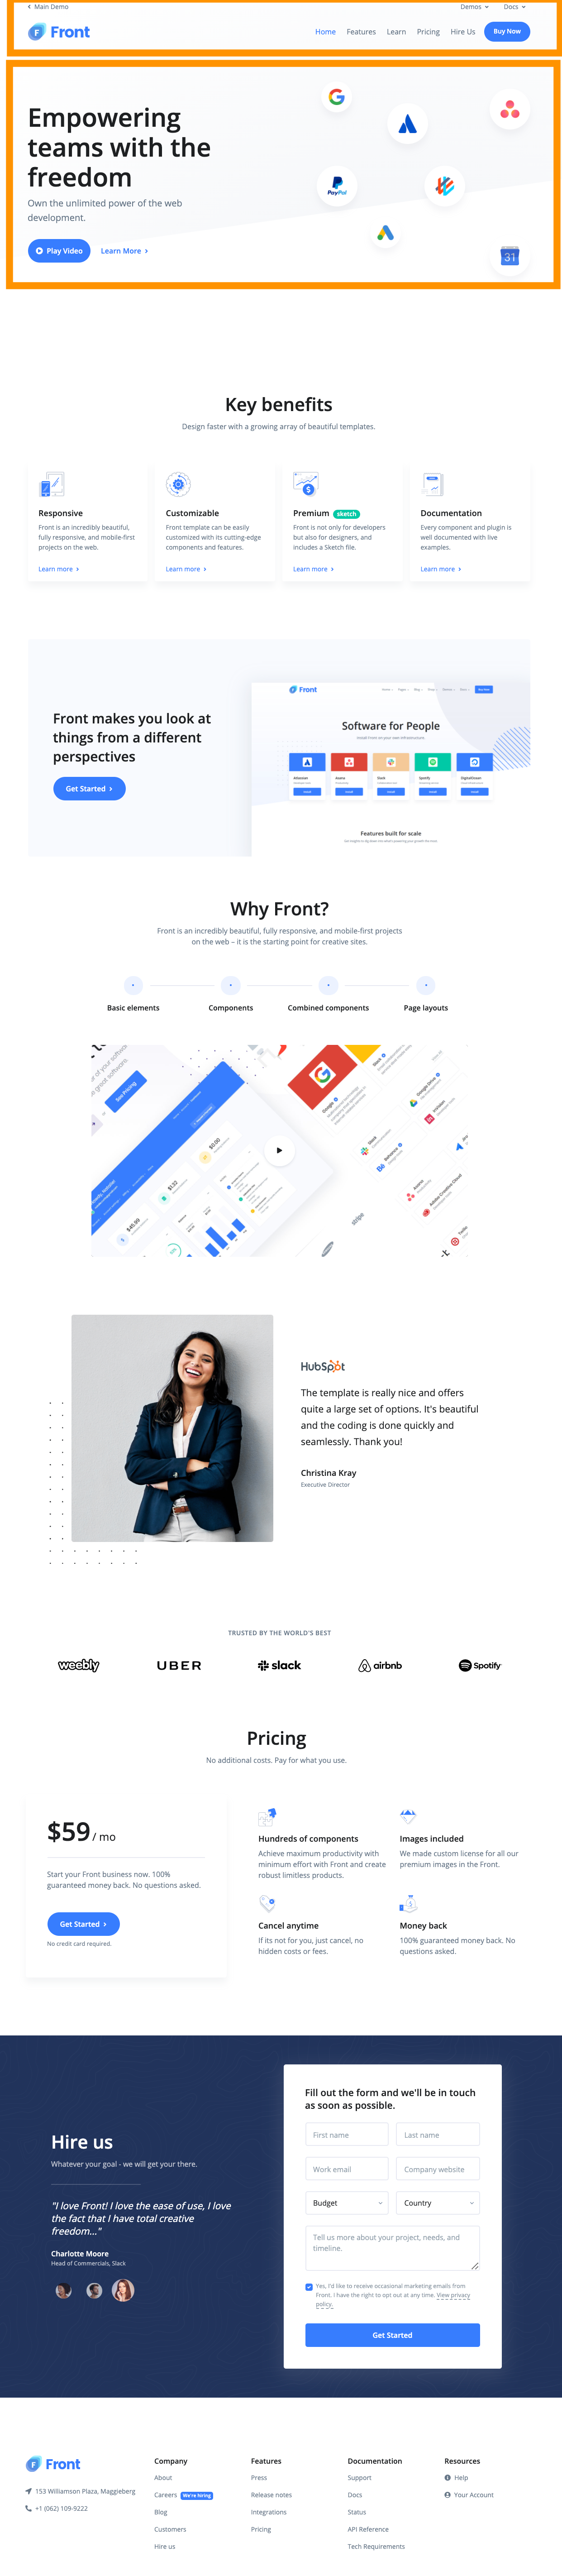 Main Demo
Demos
Docs
Front
Home
Features
Learn
Pricing
Hire Us
Buy Now
Empowering
teams with the
freedom
Own the unlimited power of the web
development.
Play Video
Learn More
PayPal
31
Key benefits
Design faster with a growing array of beautiful templates.
Responsive
Front is an incredibly beautiful,
fully responsive, and mobile-first
projects on the web.
Learn more
Customizable
Front template can be easily
customized with its cutting-edge
components and features.
Learn more
Premium sketch
Front is not only for developers
but also for designers, and
includes a Sketch file.
Learn more
Documentation
Every component and plugin is
well documented with live
examples.
Learn more
Front makes you look at
things from a different
perspectives
Get Started
Front
Software for People
Features built for scale
Why Front?
Front is an incredibly beautiful, fully responsive, and mobile-first projects
on the web – it is the starting point for creative sites.
Basic elements
Components
Combined components
Page layouts
See Pricing
$0.00
$1.22
$45.99
Google
Slack
Google Drive
Behance
Adobe Creative Cloud
stripe
HubSpot
The template is really nice and offers
quite a large set of options. It's beautiful
and the coding is done quickly and
seamlessly. Thank you!
Christina Kray
Executive Director
TRUSTED BY THE WORLD'S BEST
weebly
UBER
slack
airbnb
Spotify
Pricing
No additional costs. Pay for what you use.
$59 / mo
Start your Front business now. 100%
guaranteed money back. No questions asked.
Get Started
No credit card required.
Hundreds of components
Achieve maximum productivity with
minimum effort with Front and create
robust limitless products.
Images included
We made custom license for all our
premium images in the Front.
Cancel anytime
If its not for you, just cancel, no
hidden costs or fees.
Money back
100% guaranteed money back. No
questions asked.
Hire us
Whatever your goal - we will get your there.
"I love Front! I love the ease of use, I love
the fact that I have total creative
freedom..."
Charlotte Moore
Head of Commercials, Slack
Fill out the form and we'll be in touch
as soon as possible.
First name
Last name
Work email
Company website
Budget
Country
Tell us more about your project, needs, and
timeline.
Yes, I'd like to receive occasional marketing emails from
Front. I have the right to opt out at any time. View privacy
policy.
Get Started
Front
153 Williamson Plaza, Maggieberg
+1 (062) 109-9222
Company
About
Careers We're hiring
Blog
Customers
Hire us
Features
Press
Release notes
Integrations
Pricing
Documentation
Support
Docs
Status
API Reference
Tech Requirements
Resources
Help
Your Account